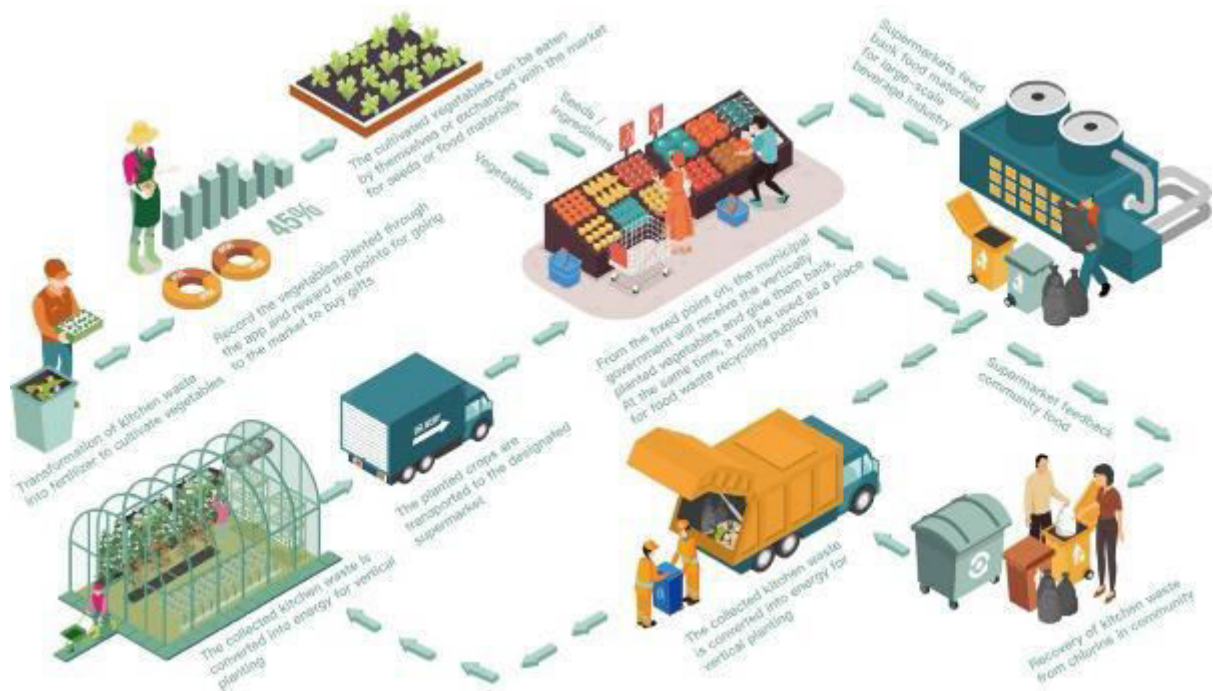 The cultivated vegetables can be eaten
by themselves or exchanged with the market
for seeds or food materials
Seeds /
Ingredients
Vegetables
Supermarkets feed
bank food materials
for large-scale
beverage industry
45%
Record the vegetables planted through
the app and reward the points for going
to the market to buy gifts
Transformation of kitchen waste
into fertilizer to cultivate vegetables
From the fixed point on, the municipal
government will receive the vertically
planted vegetables and give them back,
At the same time, it will be used as a place
for food waste recycling publicity
The planted crops are
transported to the designated
supermarket
Supermarket feedback
community food
The collected kitchen waste is
converted into energy for vertical
planting
The collected kitchen waste
is converted into energy for
vertical planting
Recovery of kitchen waste
from chlorine in community